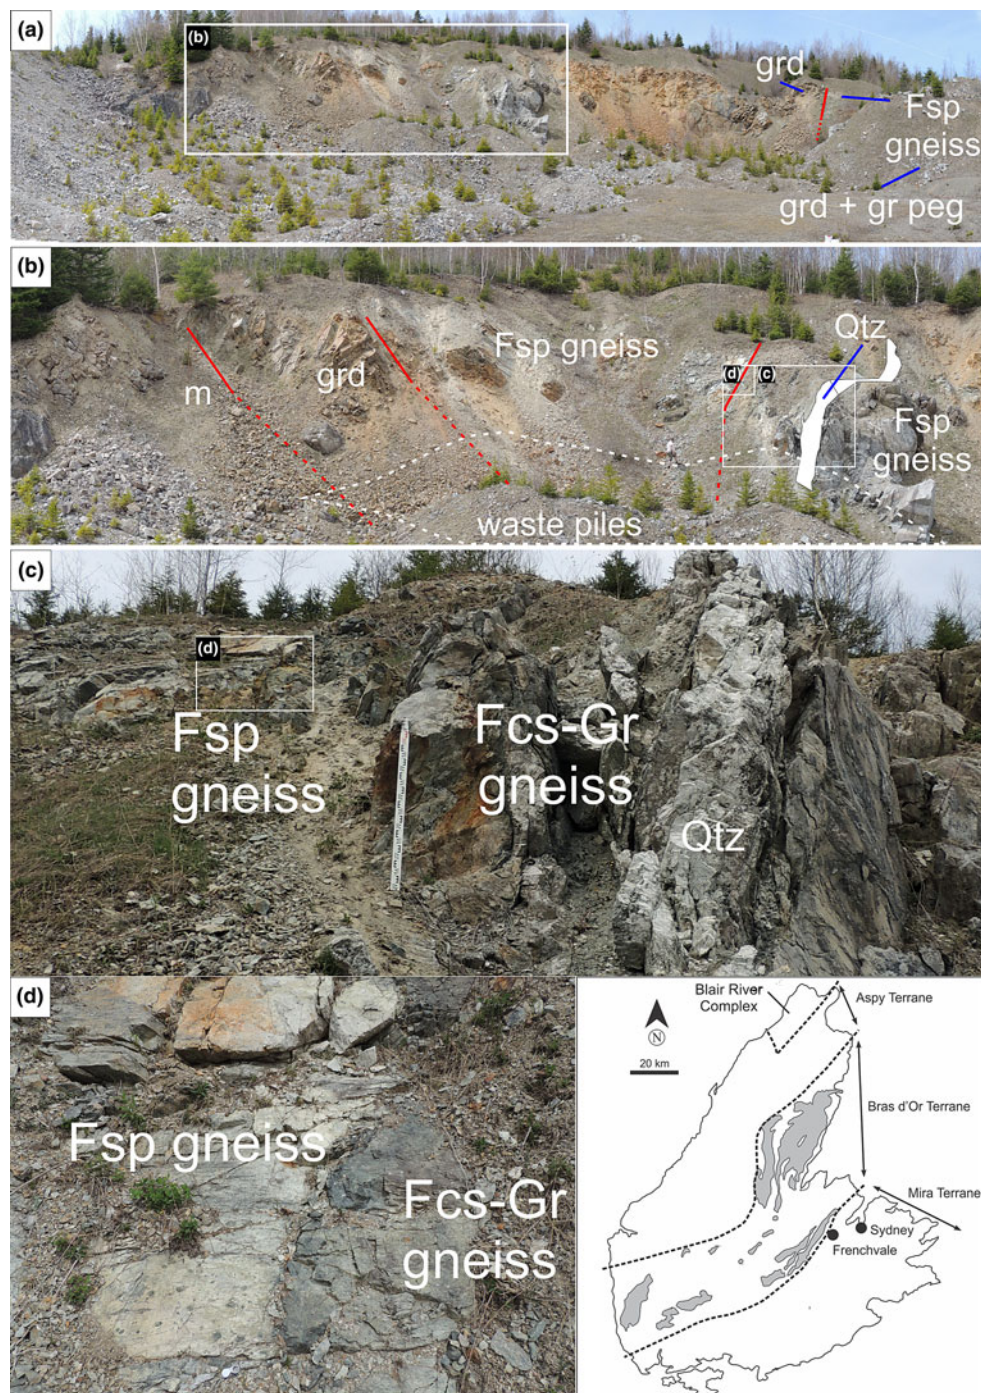 (a)
(b)
grd
Fsp
gneiss
grd + gr peg
(b)
Qtz
Fsp gneiss
grd
m
(d)
(c)
Fsp
gneiss
waste piles
(c)
(d)
Fsp
gneiss
Fcs-Gr
gneiss
Qtz
(d)
Fsp gneiss
Fcs-Gr
gneiss
Blair River
Complex
Aspy Terrane
N
20 km
Bras d'Or Terrane
Mira Terrane
Sydney
Frenchvale